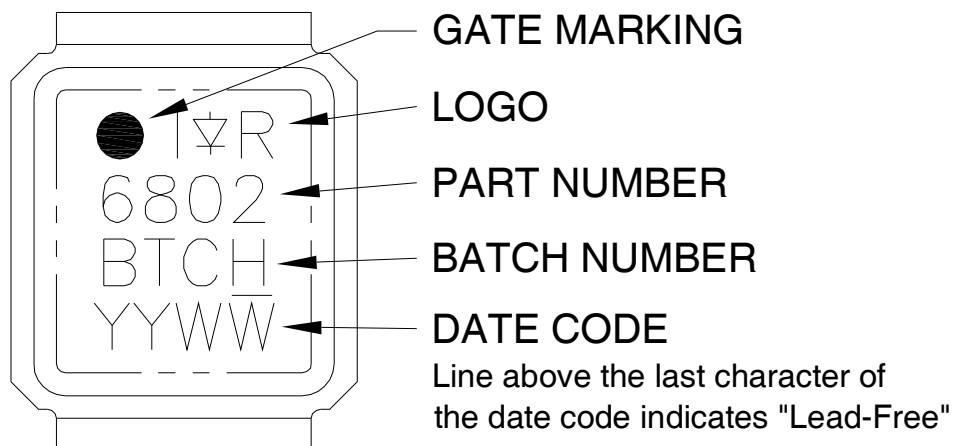 GATE MARKING
I R
LOGO
6802
PART NUMBER
BTCH
BATCH NUMBER
YYWW̅
DATE CODE
Line above the last character of
the date code indicates "Lead-Free"